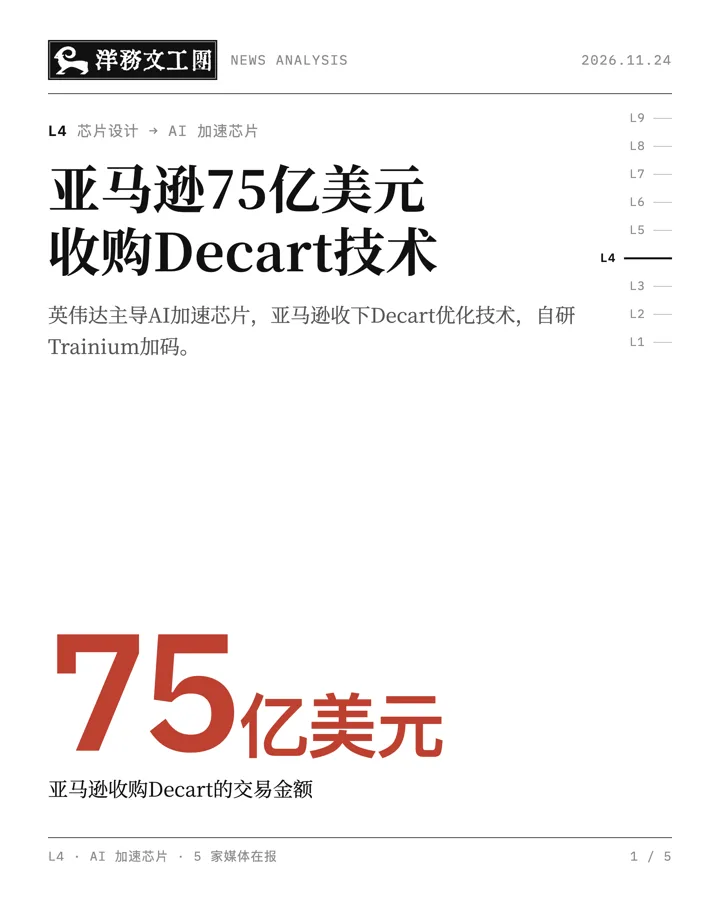 洋務文工團
NEWS ANALYSIS
2026.11.24
L4 芯片设计 → AI 加速芯片
L9
L8
L7
L6
L5
L4
L3
L2
L1
亚马逊75亿美元
收购Decart技术
英伟达主导AI加速芯片，亚马逊收下Decart优化技术，自研
Trainium加码。
75亿美元
亚马逊收购Decart的交易金额
L4 · AI 加速芯片 · 5 家媒体在报
1 / 5